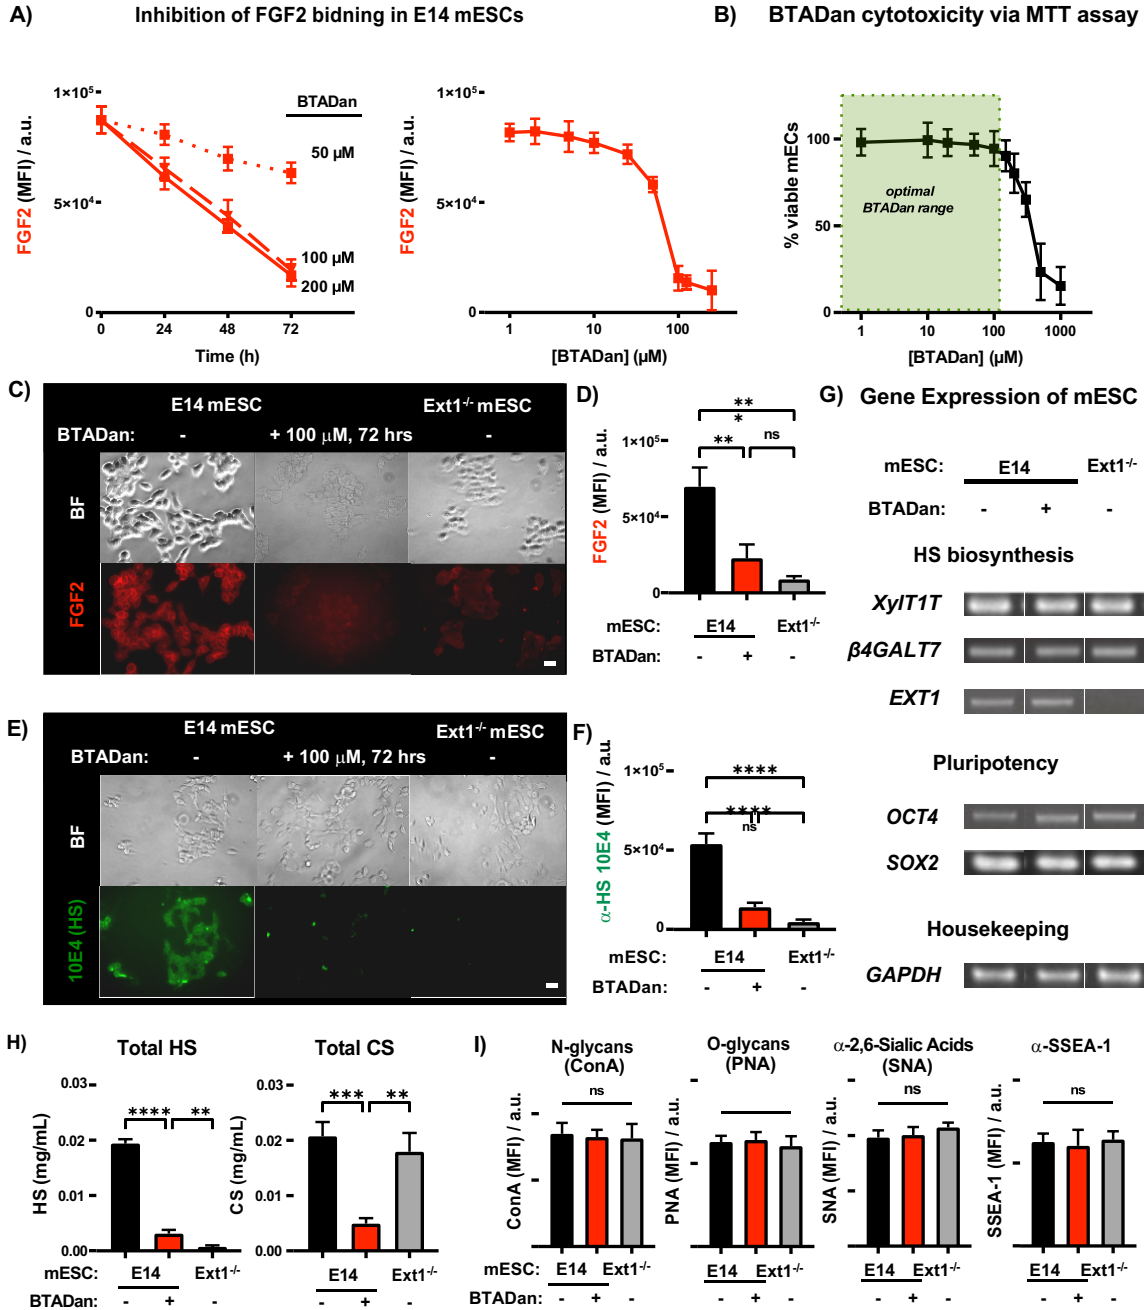 A) Inhibition of FGF2 bidning in E14 mESCs
FGF2 (MFI) / a.u.
1×10⁵
5×10⁴
0
BTADan
50 µM
100 µM
200 µM
0 24 48 72
Time (h)
FGF2 (MFI) / a.u.
1×10⁵
5×10⁴
0
1 10 100
[BTADan] (µM)
B) BTADan cytotoxicity via MTT assay
% viable mECs
100
50
0
optimal
BTADan range
1 10 100 1000
[BTADan] (µM)
C)
E14 mESC Ext1⁻/⁻ mESC
BTADan: - + 100 µM, 72 hrs -
BF
FGF2
D)
FGF2 (MFI) / a.u.
1×10⁵
5×10⁴
0
**
*
** ns
mESC: E14 Ext1⁻/⁻
BTADan: - + -
E)
E14 mESC Ext1⁻/⁻ mESC
BTADan: - + 100 µM, 72 hrs -
BF
10E4 (HS)
F)
α-HS 10E4 (MFI) / a.u.
1×10⁵
5×10⁴
0
****
****
ns
mESC: E14 Ext1⁻/⁻
BTADan: - + -
G) Gene Expression of mESC
mESC: E14 Ext1⁻/⁻
BTADan: - + -
HS biosynthesis
XylT1T
β4GALT7
EXT1
Pluripotency
OCT4
SOX2
Housekeeping
GAPDH
H)
Total HS
HS (mg/mL)
0.03
0.02
0.01
0.00
**** **
mESC: E14 Ext1⁻/⁻
BTADan: - + -
Total CS
CS (mg/mL)
0.03
0.02
0.01
0.00
*** **
E14 Ext1⁻/⁻
- + -
I)
N-glycans
(ConA)
ConA (MFI) / a.u.
ns
mESC: E14 Ext1⁻/⁻
BTADan: - + -
O-glycans
(PNA)
PNA (MFI) / a.u.
E14 Ext1⁻/⁻
- + -
α-2,6-Sialic Acids
(SNA)
SNA (MFI) / a.u.
ns
E14 Ext1⁻/⁻
- + -
α-SSEA-1
SSEA-1 (MFI) / a.u.
ns
E14 Ext1⁻/⁻
- + -